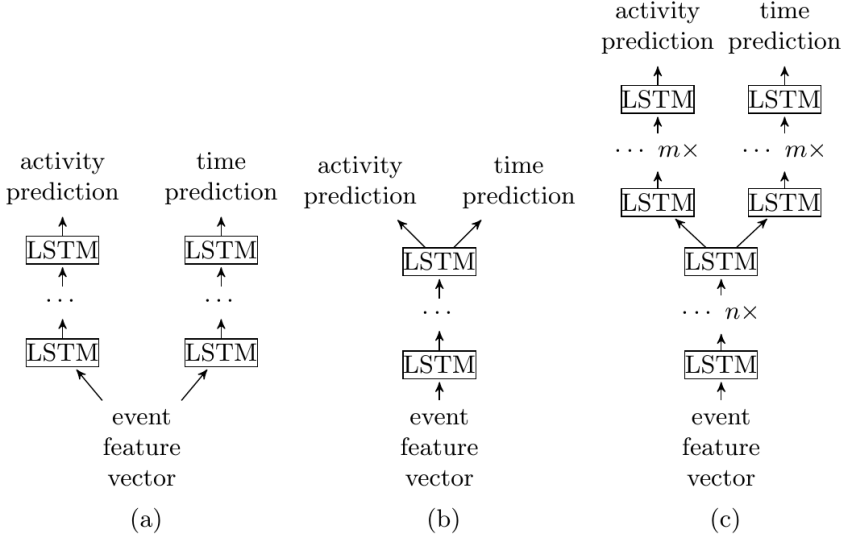 activity
prediction
time
prediction
LSTM
LSTM
· · ·
· · ·
LSTM
LSTM
event
feature
vector
(a)
activity
prediction
time
prediction
LSTM
· · ·
LSTM
event
feature
vector
(b)
activity
prediction
time
prediction
LSTM
LSTM
· · · m×
· · · m×
LSTM
LSTM
LSTM
· · · n×
LSTM
event
feature
vector
(c)